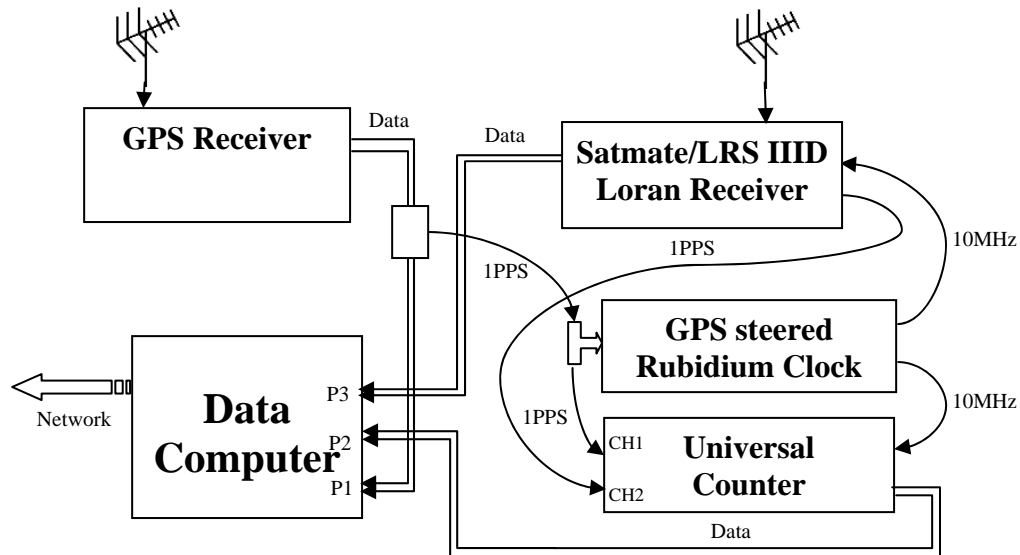 GPS Receiver
Data
Data
Satmate/LRS IIID
Loran Receiver
1PPS
10MHz
1PPS
GPS steered
Rubidium Clock
Network
Data
Computer
P3
P2
P1
1PPS
10MHz
CH1
CH2
Universal
Counter
Data